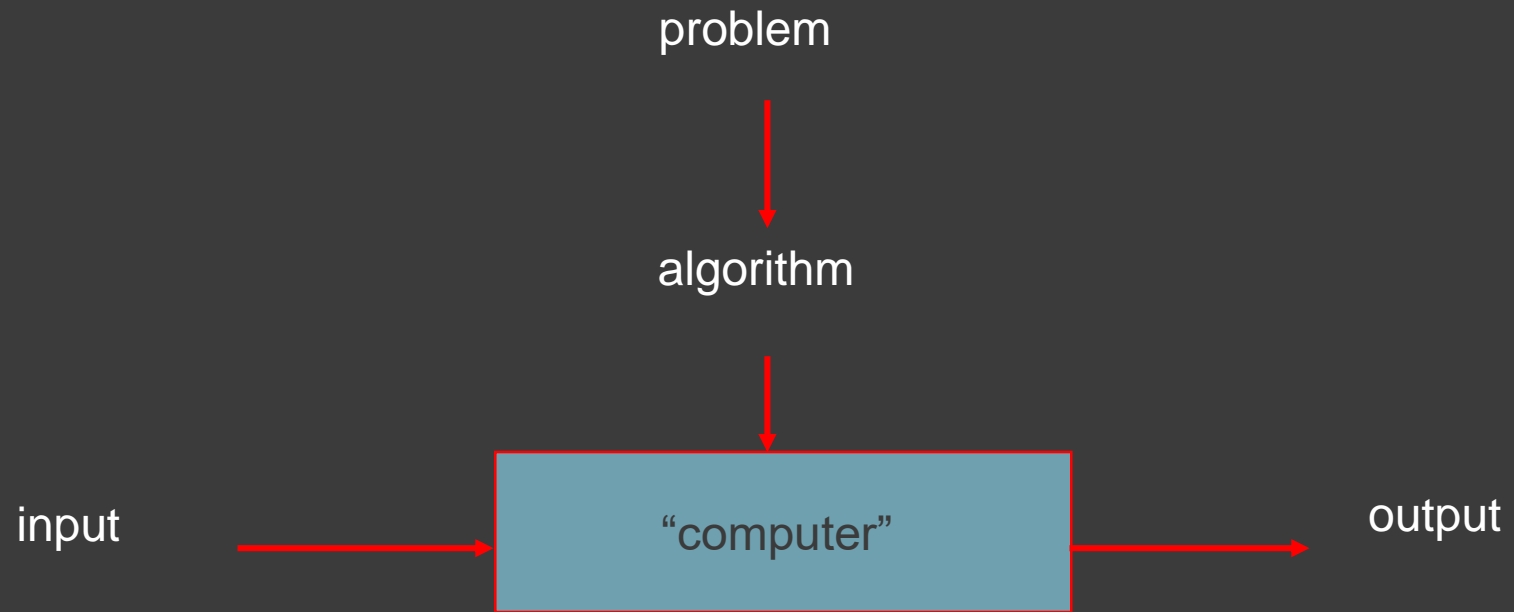 problem
algorithm
input
“computer”
output